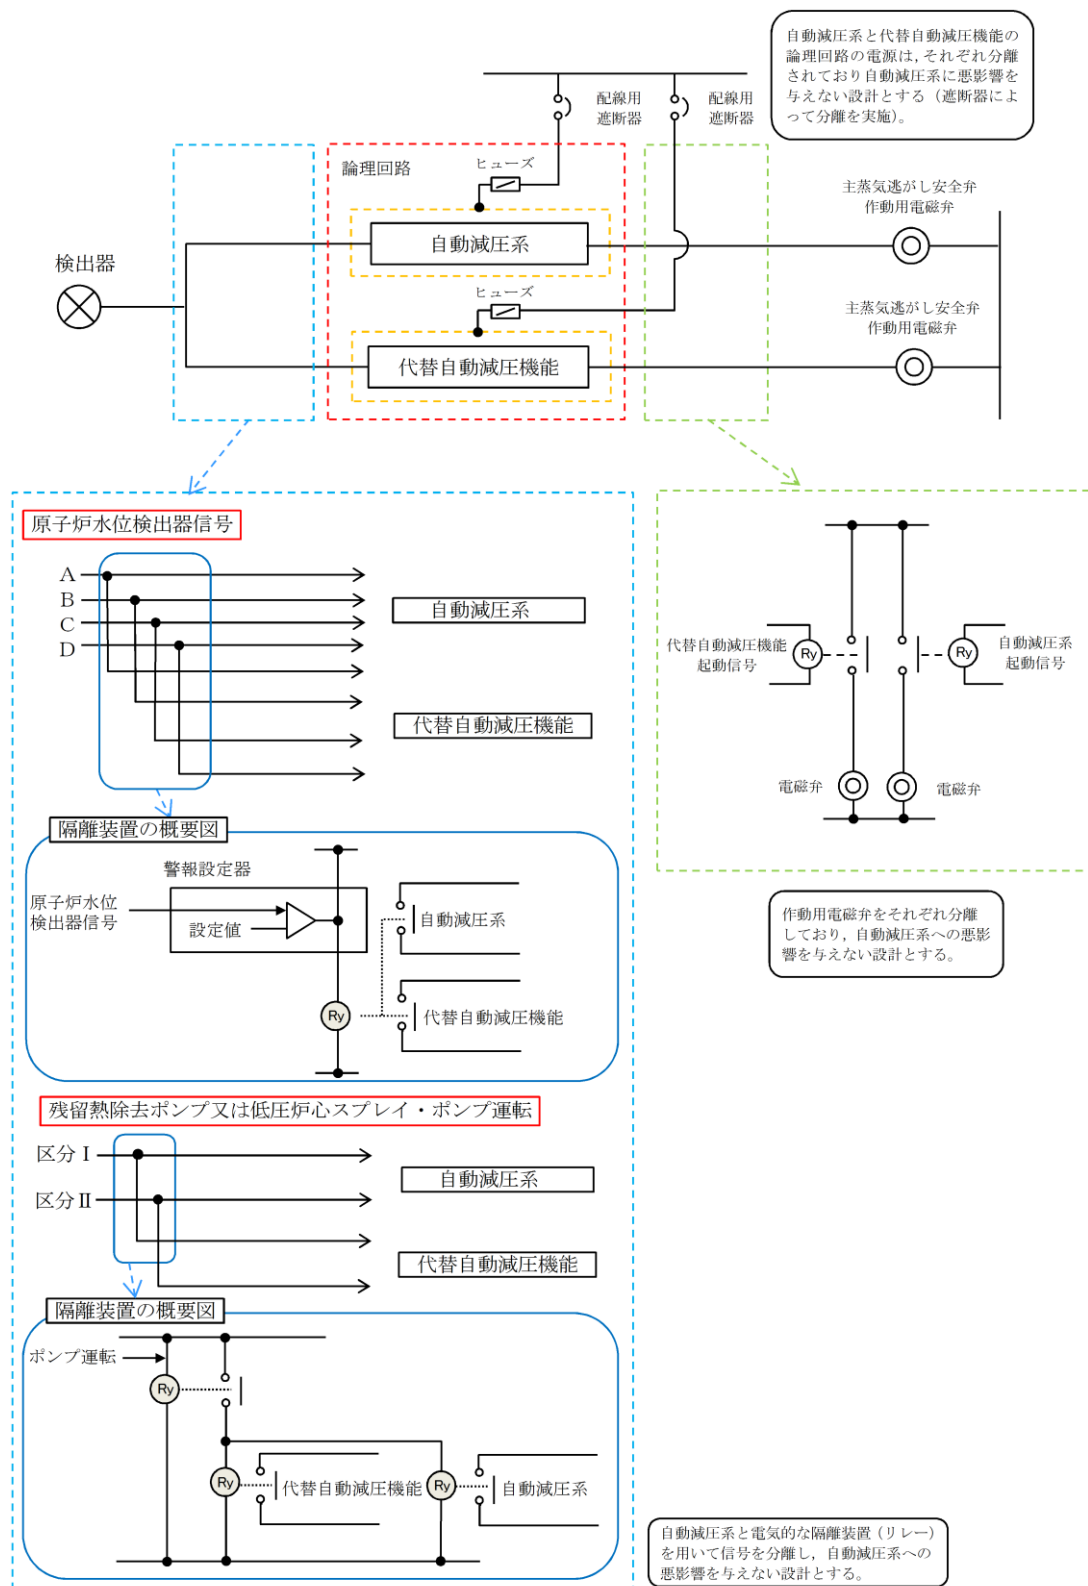 自動減圧系と代替自動減圧機能の
論理回路の電源は，それぞれ分離
されており自動減圧系に悪影響を
与えない設計とする（遮断器によ
って分離を実施）。
配線用
遮断器
配線用
遮断器
論理回路
ヒューズ
自動減圧系
主蒸気逃がし安全弁
作動用電磁弁
検出器
ヒューズ
代替自動減圧機能
主蒸気逃がし安全弁
作動用電磁弁
原子炉水位検出器信号
A
B
C
D
自動減圧系
代替自動減圧機能
代替自動減圧機能
起動信号
Ry
Ry
自動減圧系
起動信号
電磁弁
電磁弁
隔離装置の概要図
警報設定器
原子炉水位
検出器信号
設定値
自動減圧系
Ry
代替自動減圧機能
作動用電磁弁をそれぞれ分離
しており，自動減圧系への悪影
響を与えない設計とする。
残留熱除去ポンプ又は低圧炉心スプレイ・ポンプ運転
区分Ⅰ
区分Ⅱ
自動減圧系
代替自動減圧機能
隔離装置の概要図
ポンプ運転
Ry
Ry
代替自動減圧機能
Ry
自動減圧系
自動減圧系と電気的な隔離装置（リレー）
を用いて信号を分離し，自動減圧系への
悪影響を与えない設計とする。